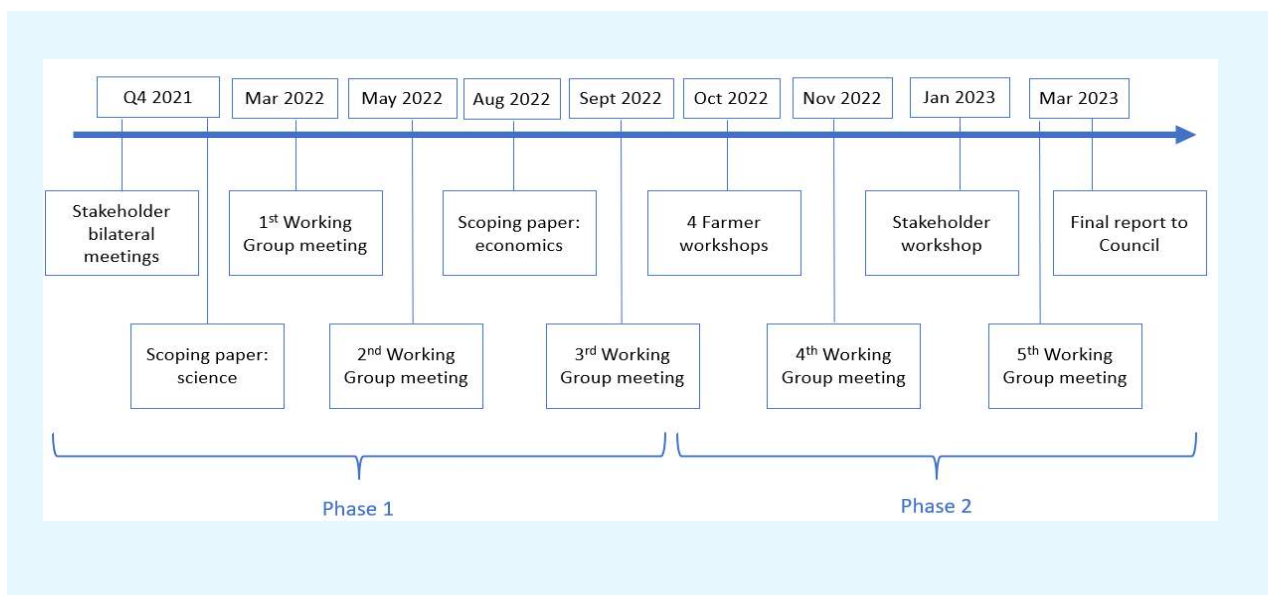 Q4 2021
Mar 2022
May 2022
Aug 2022
Sept 2022
Oct 2022
Nov 2022
Jan 2023
Mar 2023
Stakeholder
bilateral
meetings
1st Working
Group meeting
Scoping paper:
economics
4 Farmer
workshops
Stakeholder
workshop
Final report to
Council
Scoping paper:
science
2nd Working
Group meeting
3rd Working
Group meeting
4th Working
Group meeting
5th Working
Group meeting
Phase 1
Phase 2